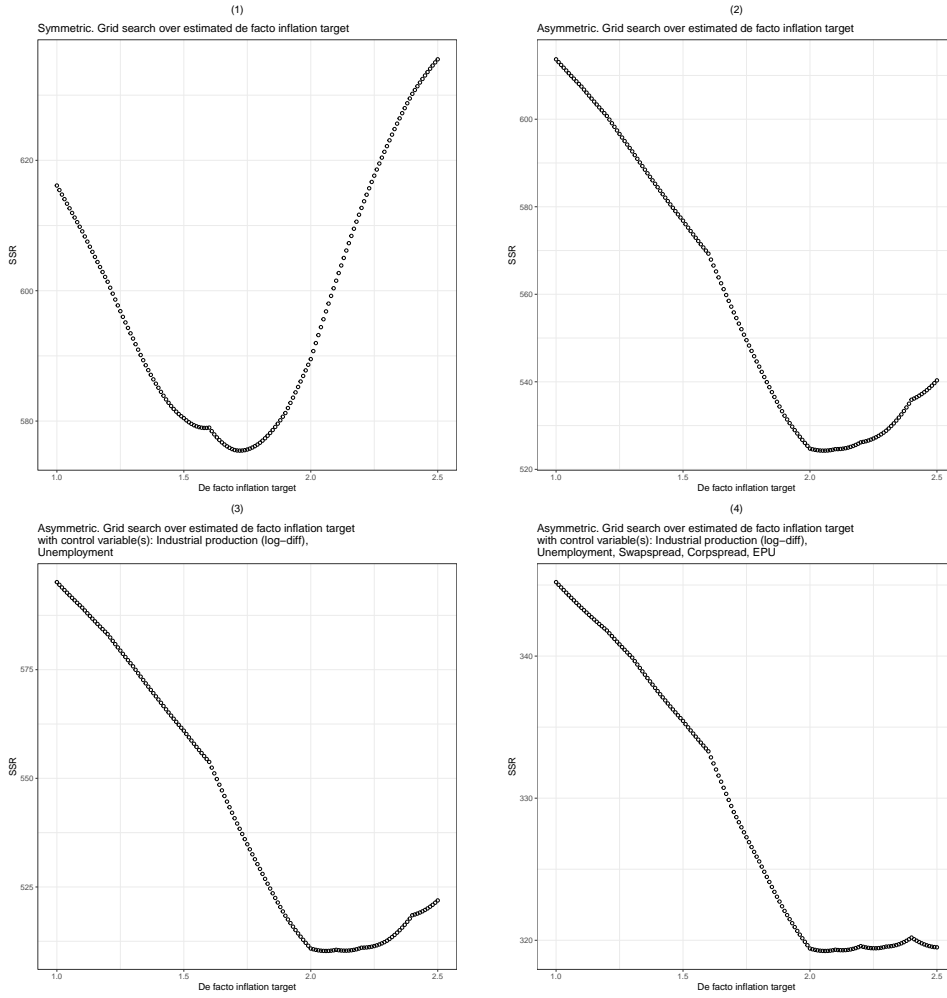 (1)
Symmetric. Grid search over estimated de facto inflation target
620
600
580
SSR
1.0 1.5 2.0 2.5
De facto inflation target
(2)
Asymmetric. Grid search over estimated de facto inflation target
600
580
560
540
520
SSR
1.0 1.5 2.0 2.5
De facto inflation target
(3)
Asymmetric. Grid search over estimated de facto inflation target
with control variable(s): Industrial production (log−diff),
Unemployment
575
550
525
SSR
1.0 1.5 2.0 2.5
De facto inflation target
(4)
Asymmetric. Grid search over estimated de facto inflation target
with control variable(s): Industrial production (log−diff),
Unemployment, Swapspread, Corpspread, EPU
340
330
320
SSR
1.0 1.5 2.0 2.5
De facto inflation target